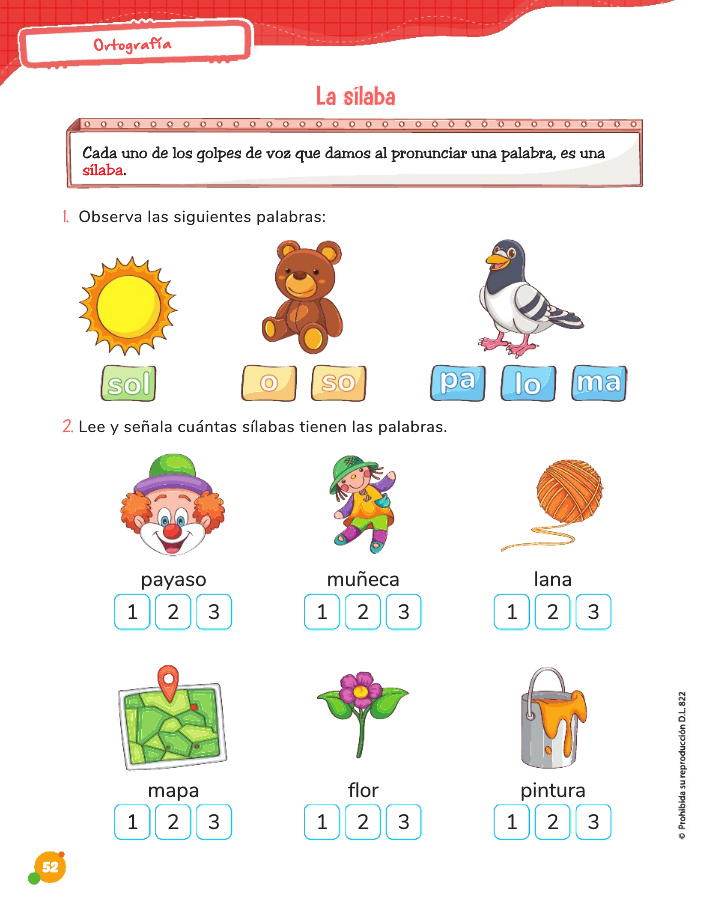 Ortografía
La sílaba
Cada uno de los golpes de voz que damos al pronunciar una palabra, es una
sílaba.
1. Observa las siguientes palabras:
sol o so pa lo ma
2. Lee y señala cuántas sílabas tienen las palabras.
payaso muñeca lana
1 2 3 1 2 3 1 2 3
mapa flor pintura
1 2 3 1 2 3 1 2 3
© Prohibida su reproducción D.L. 822
52